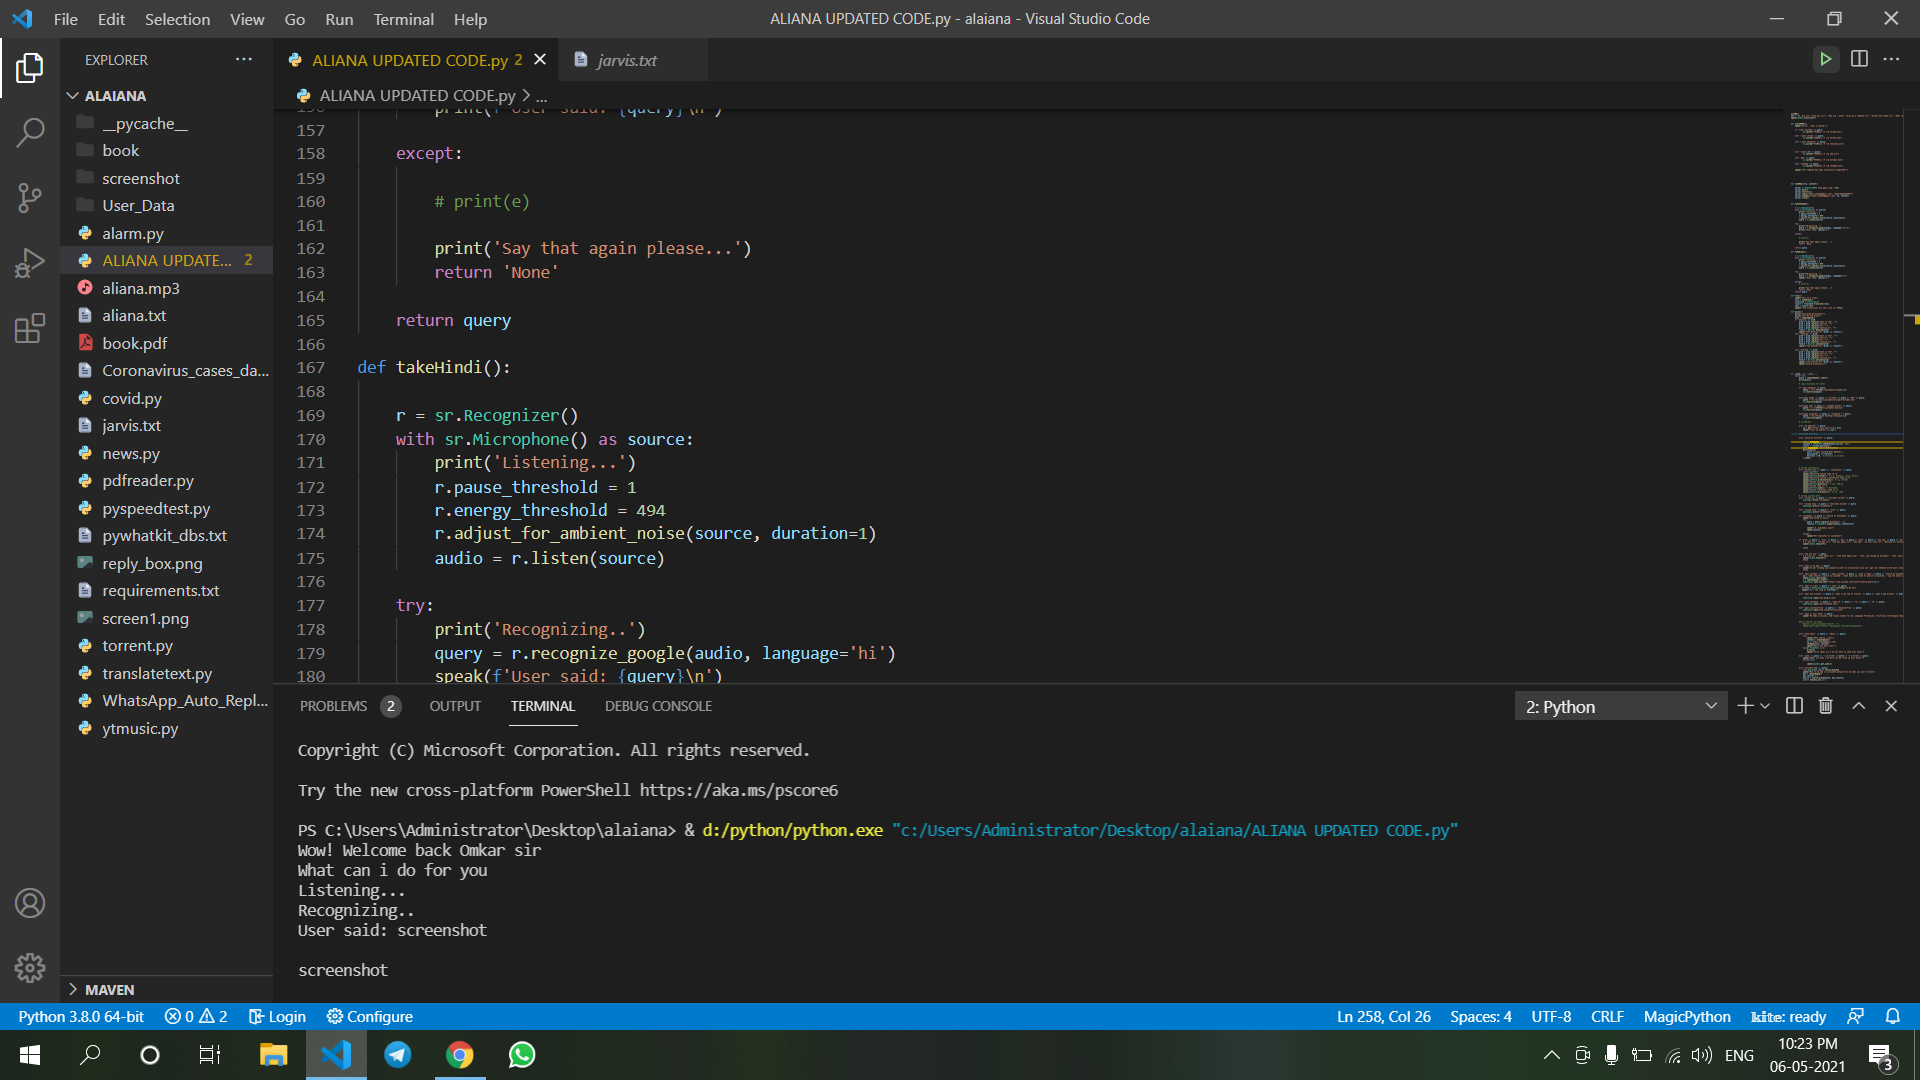 File Edit Selection View Go Run Terminal Help
ALIANA UPDATED CODE.py - alaiana - Visual Studio Code
EXPLORER
ALAIANA
__pycache__
book
screenshot
User_Data
alarm.py
ALIANA UPDATE... 2
aliana.mp3
aliana.txt
book.pdf
Coronavirus_cases_da...
covid.py
jarvis.txt
news.py
pdfreader.py
pyspeedtest.py
pywhatkit_dbs.txt
reply_box.png
requirements.txt
screen1.png
torrent.py
translatetext.py
WhatsApp_Auto_Repl...
ytmusic.py
MAVEN
ALIANA UPDATED CODE.py 2
jarvis.txt
ALIANA UPDATED CODE.py > ...
156 print(f'User said: {query}\n')
157
158 except:
159
160 # print(e)
161
162 print('Say that again please...')
163 return 'None'
164
165 return query
166
167 def takeHindi():
168
169 r = sr.Recognizer()
170 with sr.Microphone() as source:
171 print('Listening...')
172 r.pause_threshold = 1
173 r.energy_threshold = 494
174 r.adjust_for_ambient_noise(source, duration=1)
175 audio = r.listen(source)
176
177 try:
178 print('Recognizing..')
179 query = r.recognize_google(audio, language='hi')
180 speak(f'User said: {query}\n')
PROBLEMS 2 OUTPUT TERMINAL DEBUG CONSOLE
2: Python
Copyright (C) Microsoft Corporation. All rights reserved.
Try the new cross-platform PowerShell https://aka.ms/pscore6
PS C:\Users\Administrator\Desktop\alaiana> & d:/python/python.exe "c:/Users/Administrator/Desktop/alaiana/ALIANA UPDATED CODE.py"
Wow! Welcome back Omkar sir
What can i do for you
Listening...
Recognizing..
User said: screenshot
screenshot
Python 3.8.0 64-bit 0 2 Login Configure
Ln 258, Col 26 Spaces: 4 UTF-8 CRLF MagicPython kite: ready
ENG
10:23 PM
06-05-2021
3